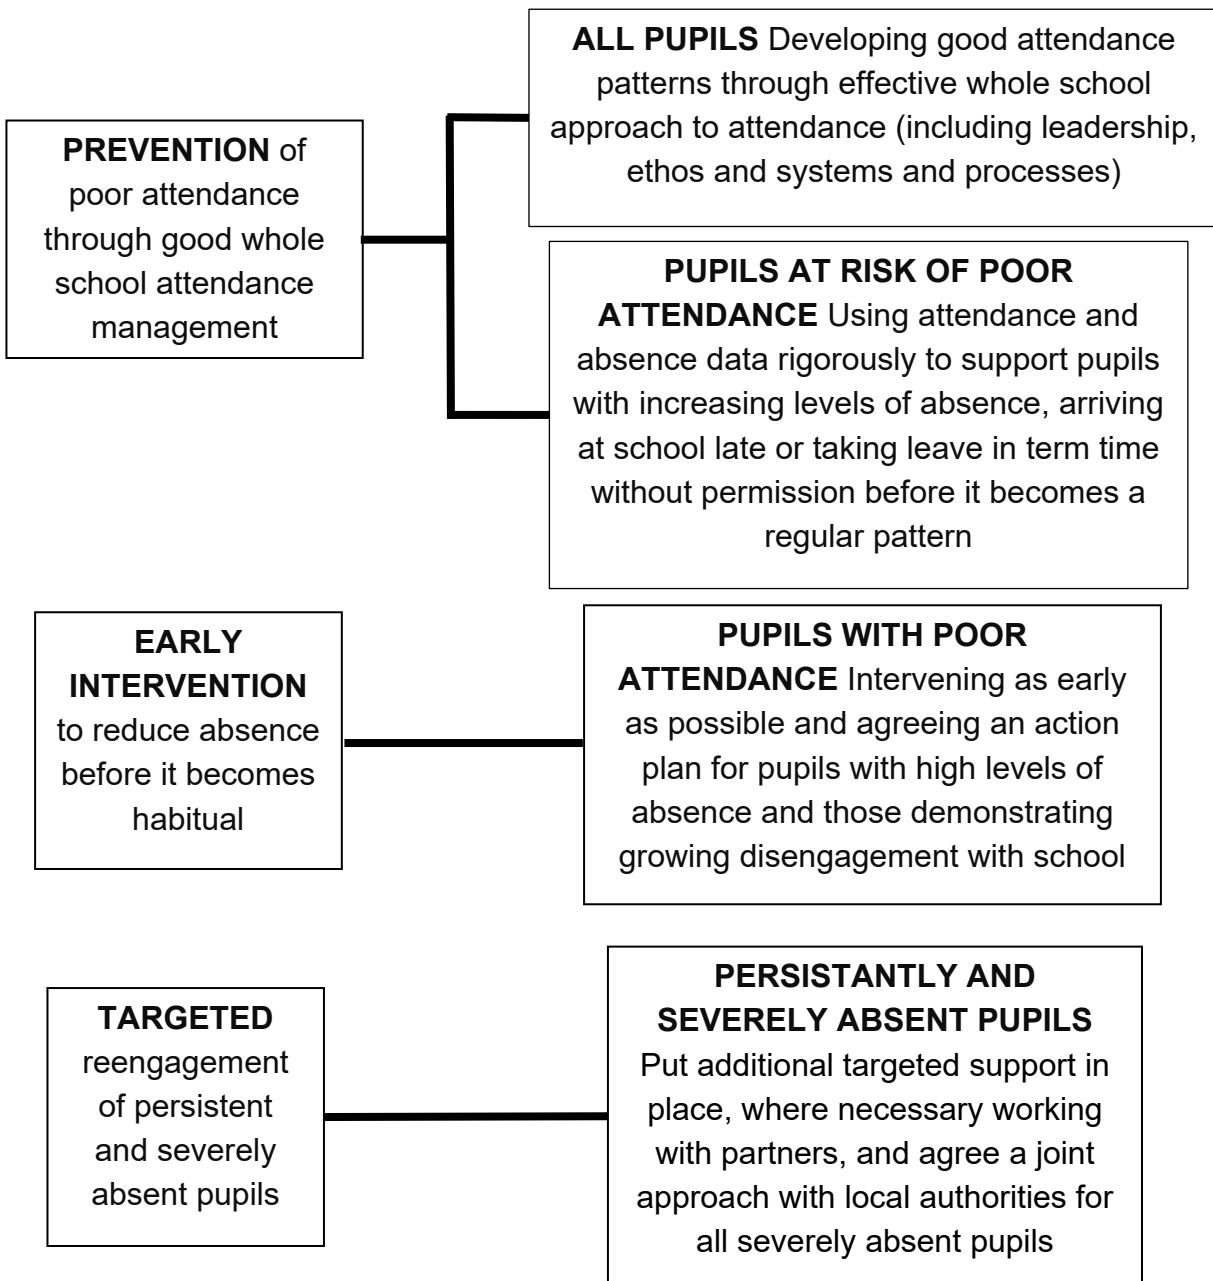 PREVENTION of
poor attendance
through good whole
school attendance
management
ALL PUPILS Developing good attendance
patterns through effective whole school
approach to attendance (including leadership,
ethos and systems and processes)
PUPILS AT RISK OF POOR
ATTENDANCE Using attendance and
absence data rigorously to support pupils
with increasing levels of absence, arriving
at school late or taking leave in term time
without permission before it becomes a
regular pattern
EARLY
INTERVENTION
to reduce absence
before it becomes
habitual
PUPILS WITH POOR
ATTENDANCE Intervening as early
as possible and agreeing an action
plan for pupils with high levels of
absence and those demonstrating
growing disengagement with school
TARGETED
reengagement
of persistent
and severely
absent pupils
PERSISTANTLY AND
SEVERELY ABSENT PUPILS
Put additional targeted support in
place, where necessary working
with partners, and agree a joint
approach with local authorities for
all severely absent pupils